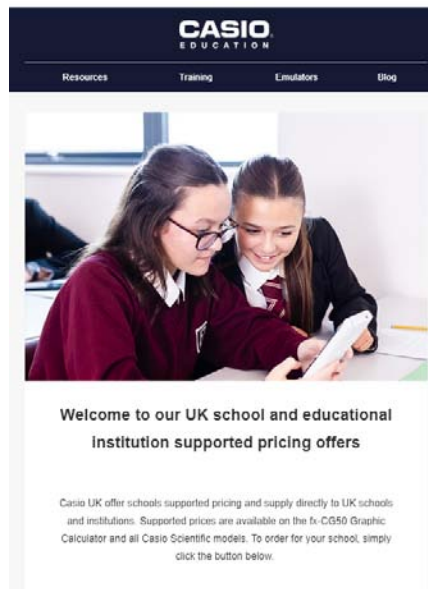 CASIO.
EDUCATION
Resources Training Emulators Blog
Welcome to our UK school and educational
institution supported pricing offers
Casio UK offer schools supported pricing and supply directly to UK schools
and institutions. Supported prices are available on the fx-CG50 Graphic
Calculator and all Casio Scientific models. To order for your school, simply
click the button below.